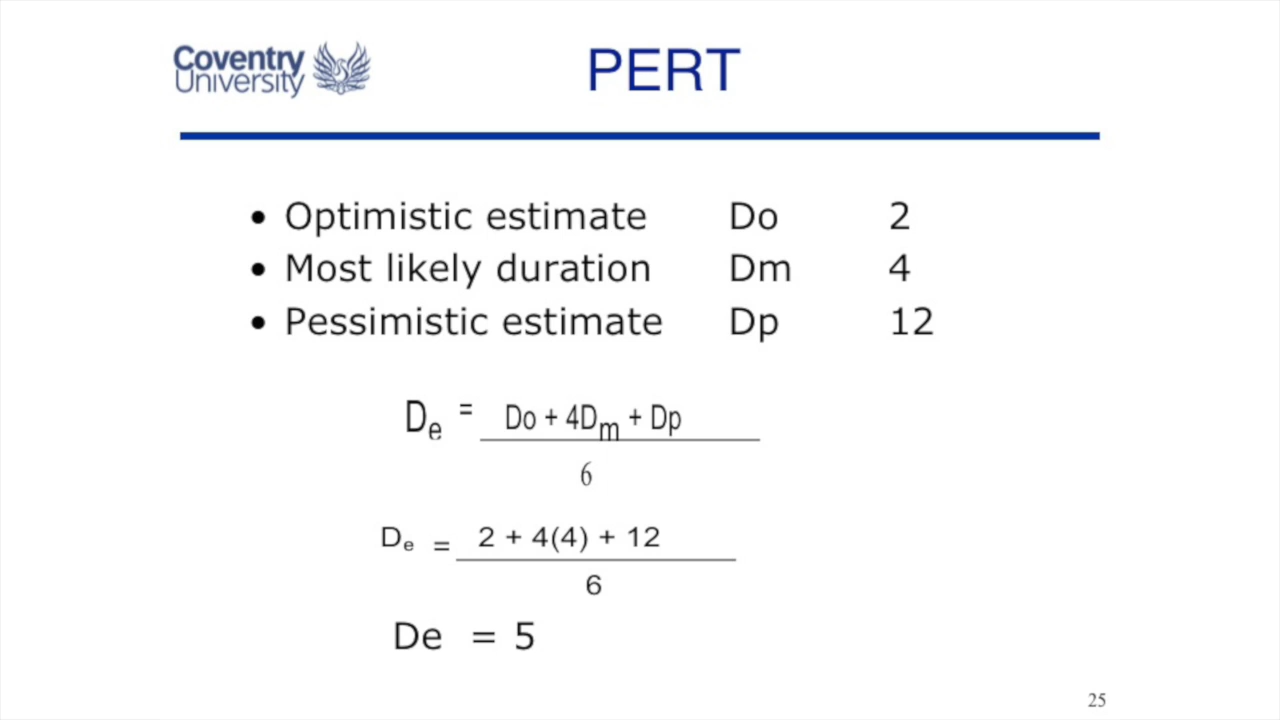 Coventry
University
PERT
• Optimistic estimate Do 2
• Most likely duration Dm 4
• Pessimistic estimate Dp 12
De = Do + 4Dm + Dp
6
De = 2 + 4(4) + 12
6
De = 5
25